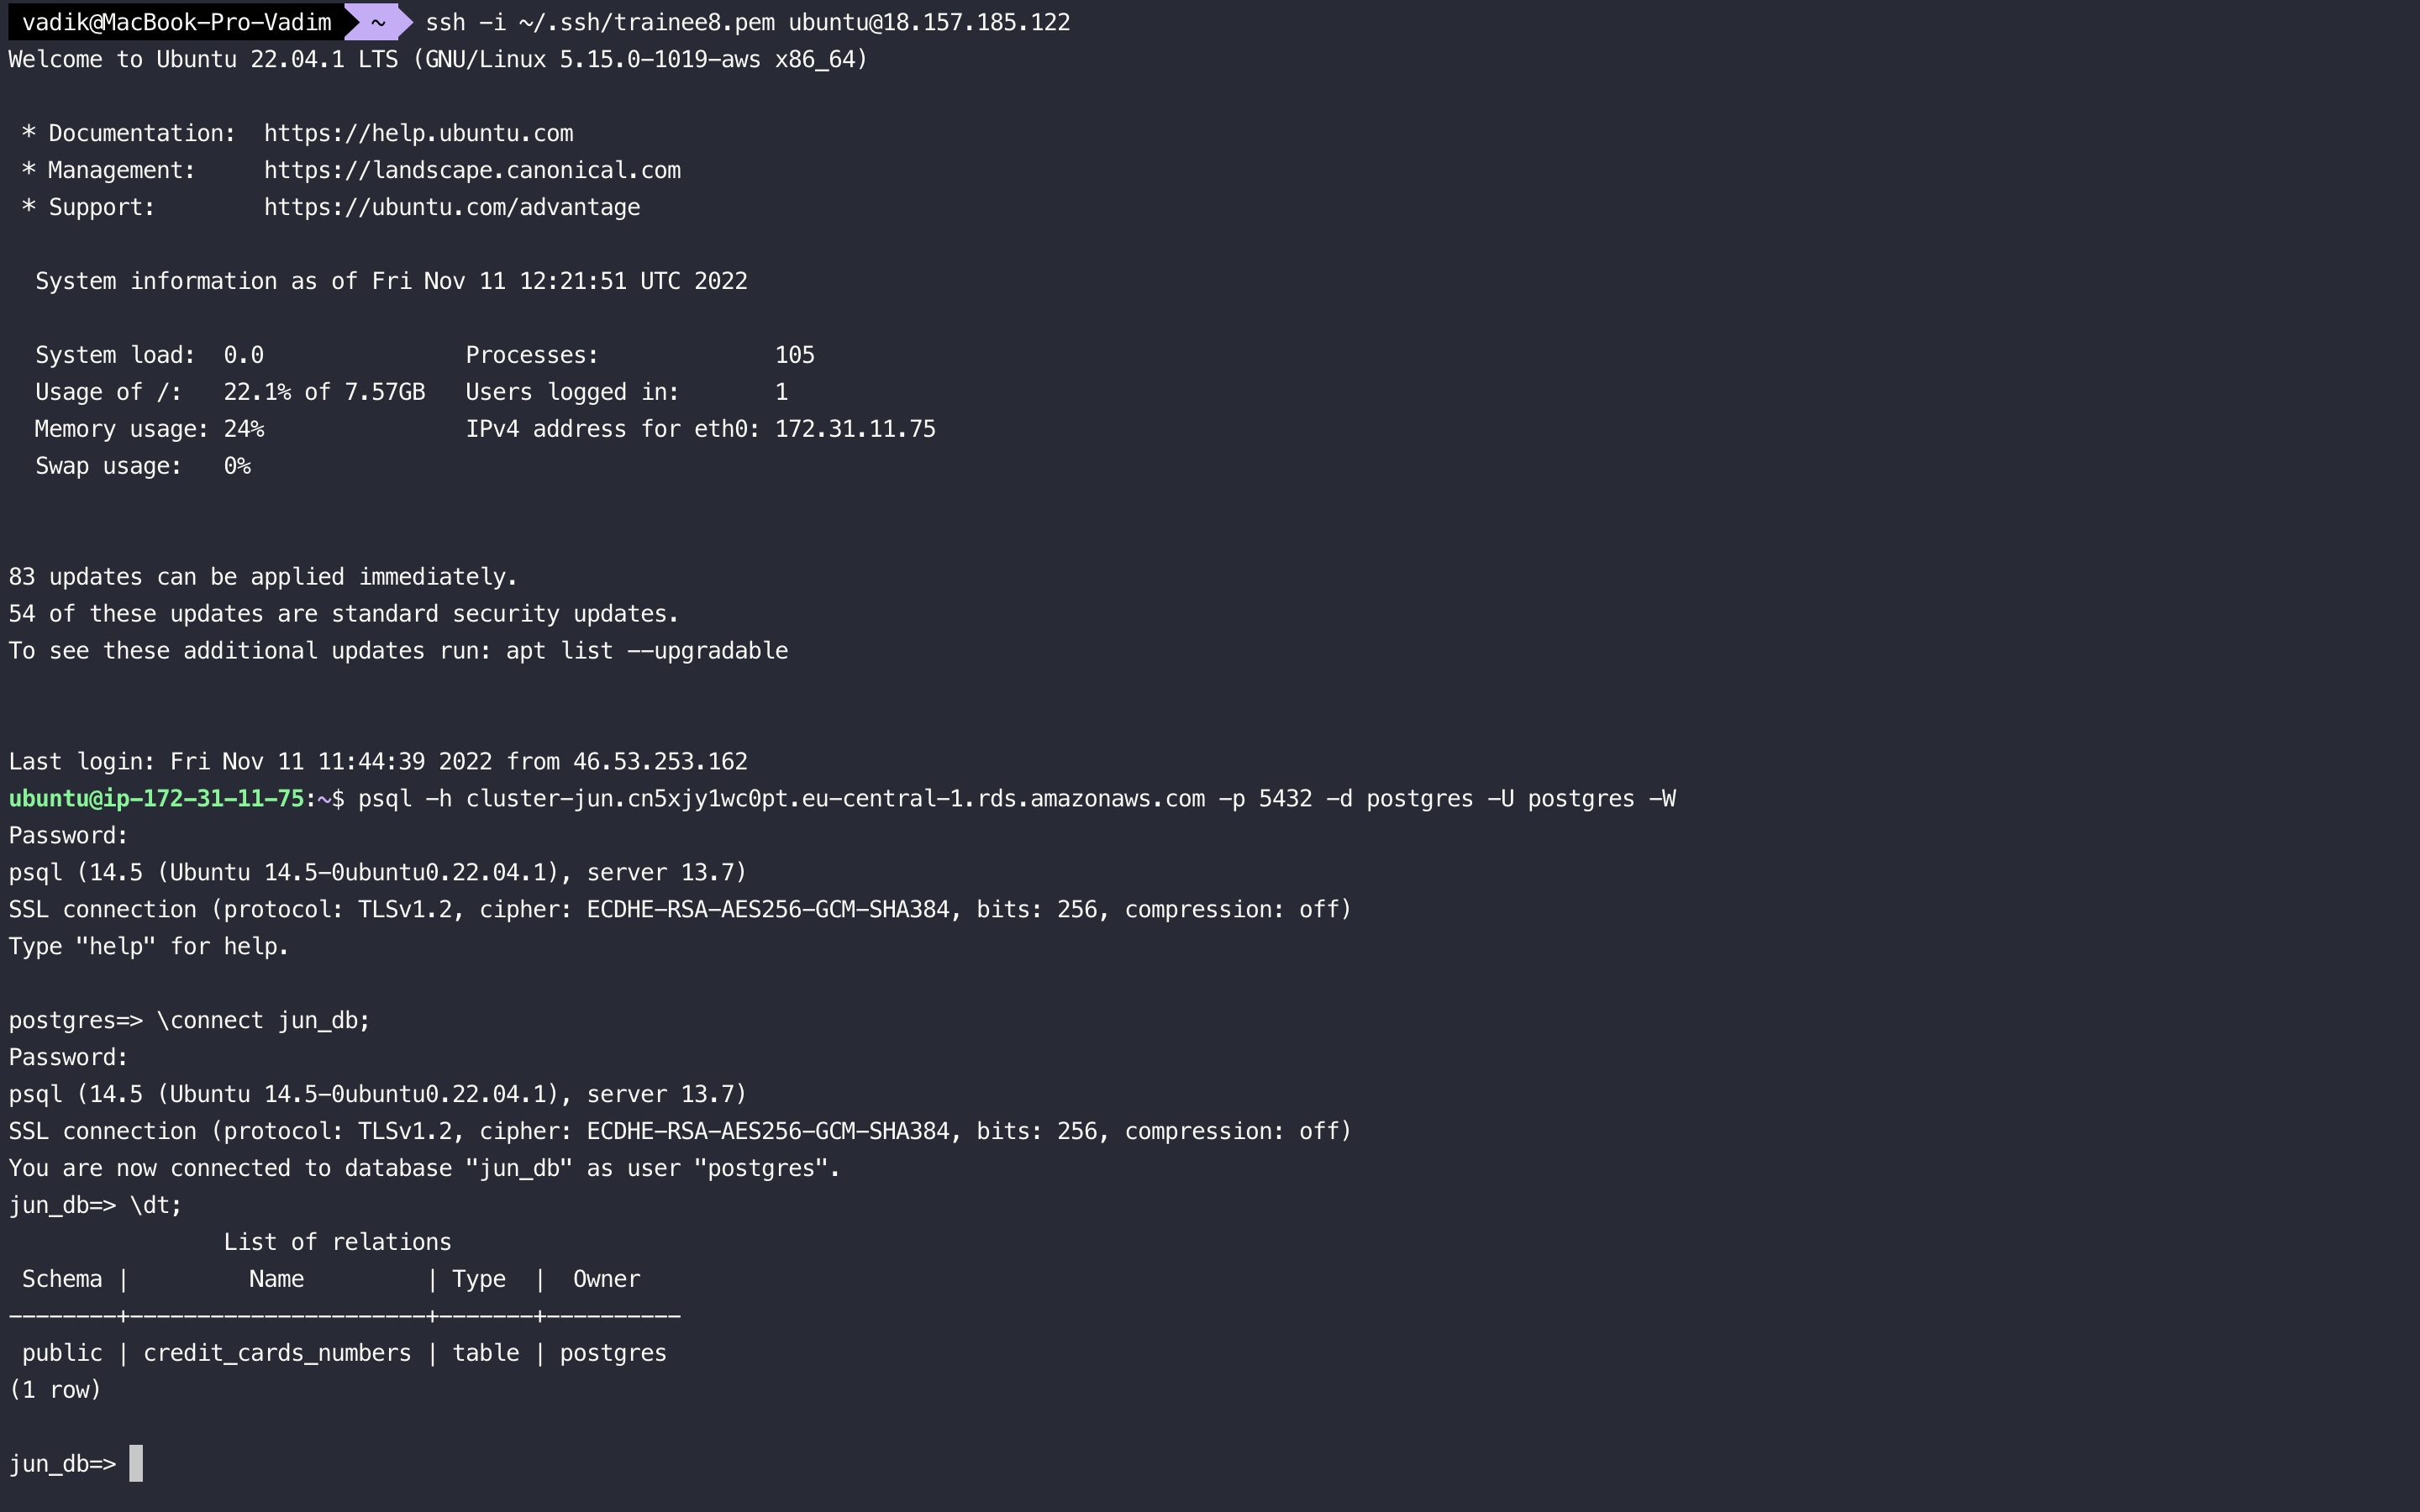 vadik@MacBook-Pro-Vadim ~ ssh -i ~/.ssh/trainee8.pem ubuntu@18.157.185.122
Welcome to Ubuntu 22.04.1 LTS (GNU/Linux 5.15.0-1019-aws x86_64)
* Documentation:  https://help.ubuntu.com
* Management:     https://landscape.canonical.com
* Support:        https://ubuntu.com/advantage
System information as of Fri Nov 11 12:21:51 UTC 2022
System load:  0.0               Processes:             105
Usage of /:   22.1% of 7.57GB   Users logged in:       1
Memory usage: 24%               IPv4 address for eth0: 172.31.11.75
Swap usage:   0%
83 updates can be applied immediately.
54 of these updates are standard security updates.
To see these additional updates run: apt list --upgradable
Last login: Fri Nov 11 11:44:39 2022 from 46.53.253.162
ubuntu@ip-172-31-11-75:~$ psql -h cluster-jun.cn5xjy1wc0pt.eu-central-1.rds.amazonaws.com -p 5432 -d postgres -U postgres -W
Password:
psql (14.5 (Ubuntu 14.5-0ubuntu0.22.04.1), server 13.7)
SSL connection (protocol: TLSv1.2, cipher: ECDHE-RSA-AES256-GCM-SHA384, bits: 256, compression: off)
Type "help" for help.
postgres=> \connect jun_db;
Password:
psql (14.5 (Ubuntu 14.5-0ubuntu0.22.04.1), server 13.7)
SSL connection (protocol: TLSv1.2, cipher: ECDHE-RSA-AES256-GCM-SHA384, bits: 256, compression: off)
You are now connected to database "jun_db" as user "postgres".
jun_db=> \dt;
                List of relations
 Schema |         Name         | Type  |  Owner
--------+----------------------+-------+----------
 public | credit_cards_numbers | table | postgres
(1 row)
jun_db=>